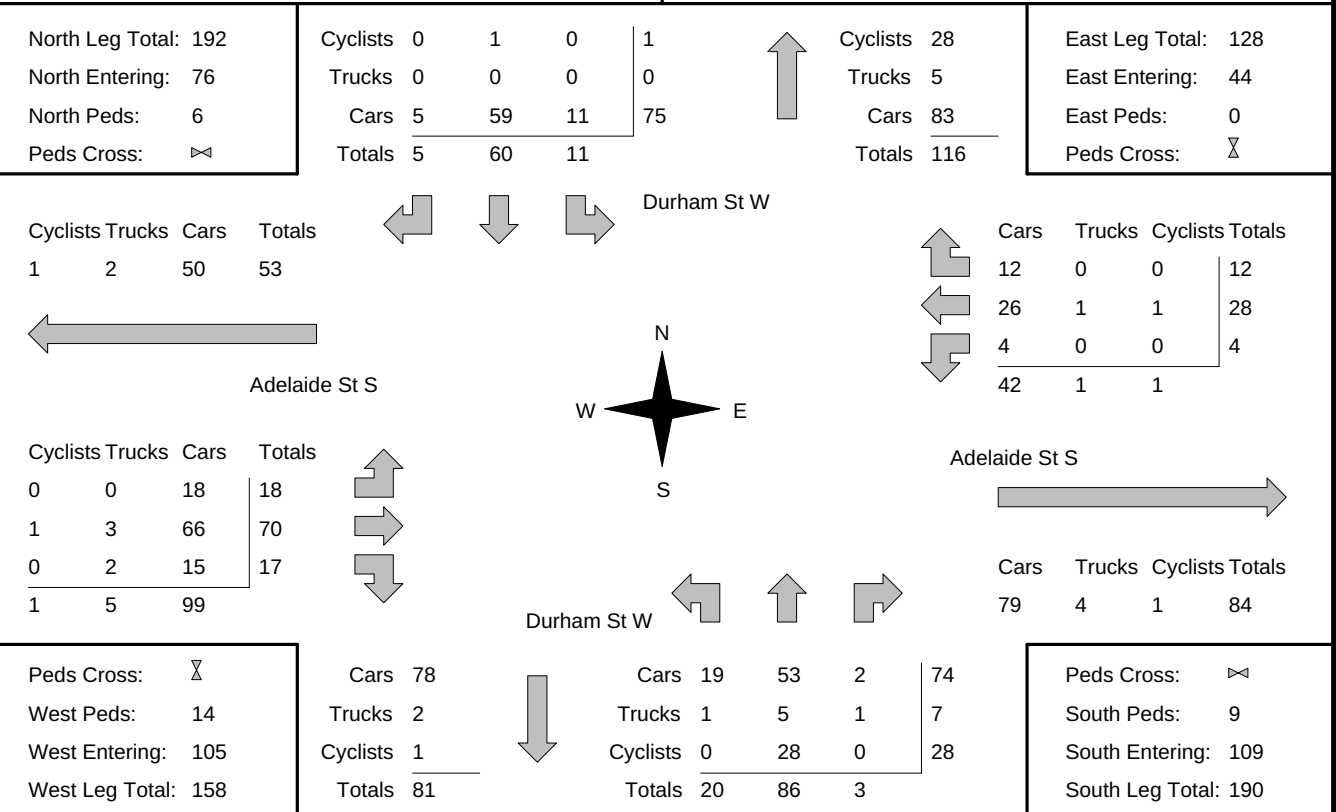 North Leg Total: 192
North Entering: 76
North Peds: 6
Peds Cross:
Cyclists 0 1 0 1
Trucks 0 0 0 0
Cars 5 59 11 75
Totals 5 60 11
Cyclists 28
Trucks 5
Cars 83
Totals 116
East Leg Total: 128
East Entering: 44
East Peds: 0
Peds Cross:
Durham St W
Cyclists Trucks Cars Totals
1 2 50 53
Cars Trucks Cyclists Totals
12 0 0 12
26 1 1 28
4 0 0 4
42 1 1
Adelaide St S
N
W E
S
Cyclists Trucks Cars Totals
0 0 18 18
1 3 66 70
0 2 15 17
1 5 99
Adelaide St S
Cars Trucks Cyclists Totals
79 4 1 84
Durham St W
Peds Cross:
West Peds: 14
West Entering: 105
West Leg Total: 158
Cars 78
Trucks 2
Cyclists 1
Totals 81
Cars 19 53 2 74
Trucks 1 5 1 7
Cyclists 0 28 0 28
Totals 20 86 3
Peds Cross:
South Peds: 9
South Entering: 109
South Leg Total: 190